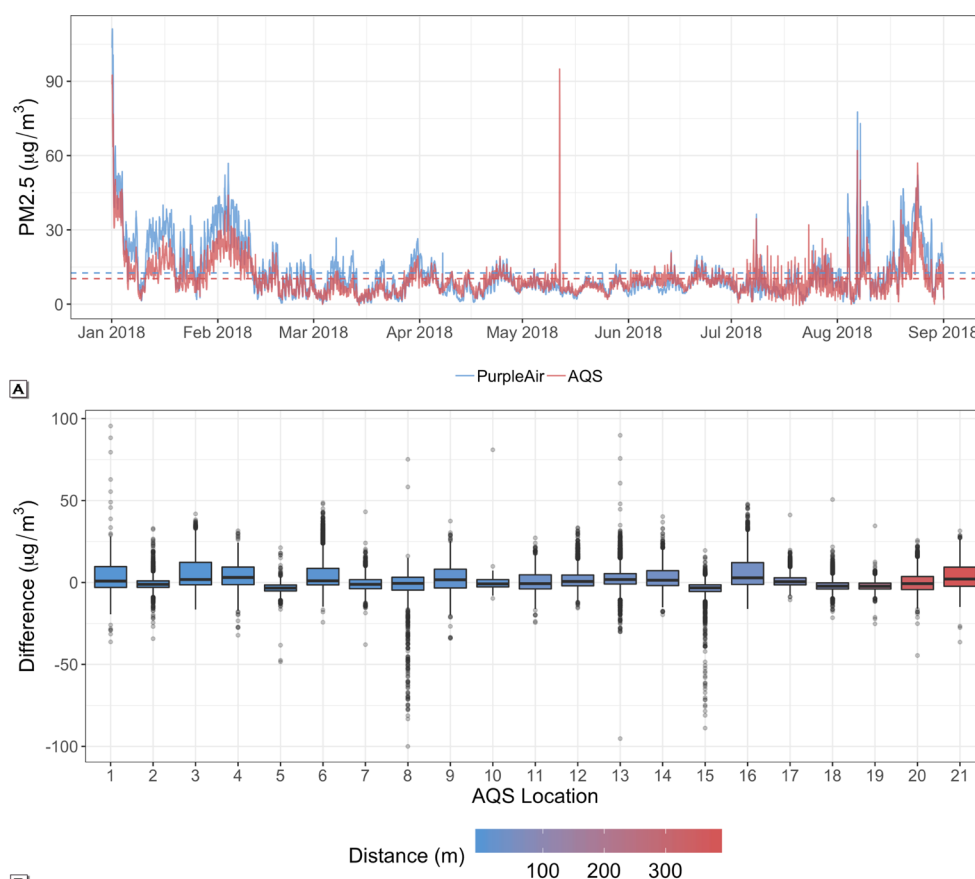 PM2.5 (µg/m³)
90
60
30
0
Jan 2018 Feb 2018 Mar 2018 Apr 2018 May 2018 Jun 2018 Jul 2018 Aug 2018 Sep 2018
PurpleAir AQS
A
Difference (µg/m³)
100
50
0
-50
-100
1 2 3 4 5 6 7 8 9 10 11 12 13 14 15 16 17 18 19 20 21
AQS Location
Distance (m)
100 200 300